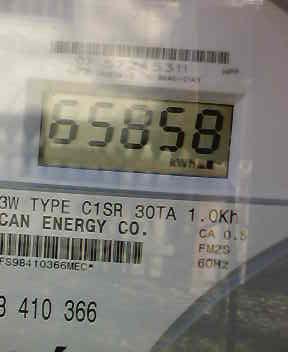 65858
kWh
3W TYPE C1SR 30TA 1.0Kh
CAN ENERGY CO.
CA 0.5
FM2S
60Hz
FS98410366MEC*
8 410 366